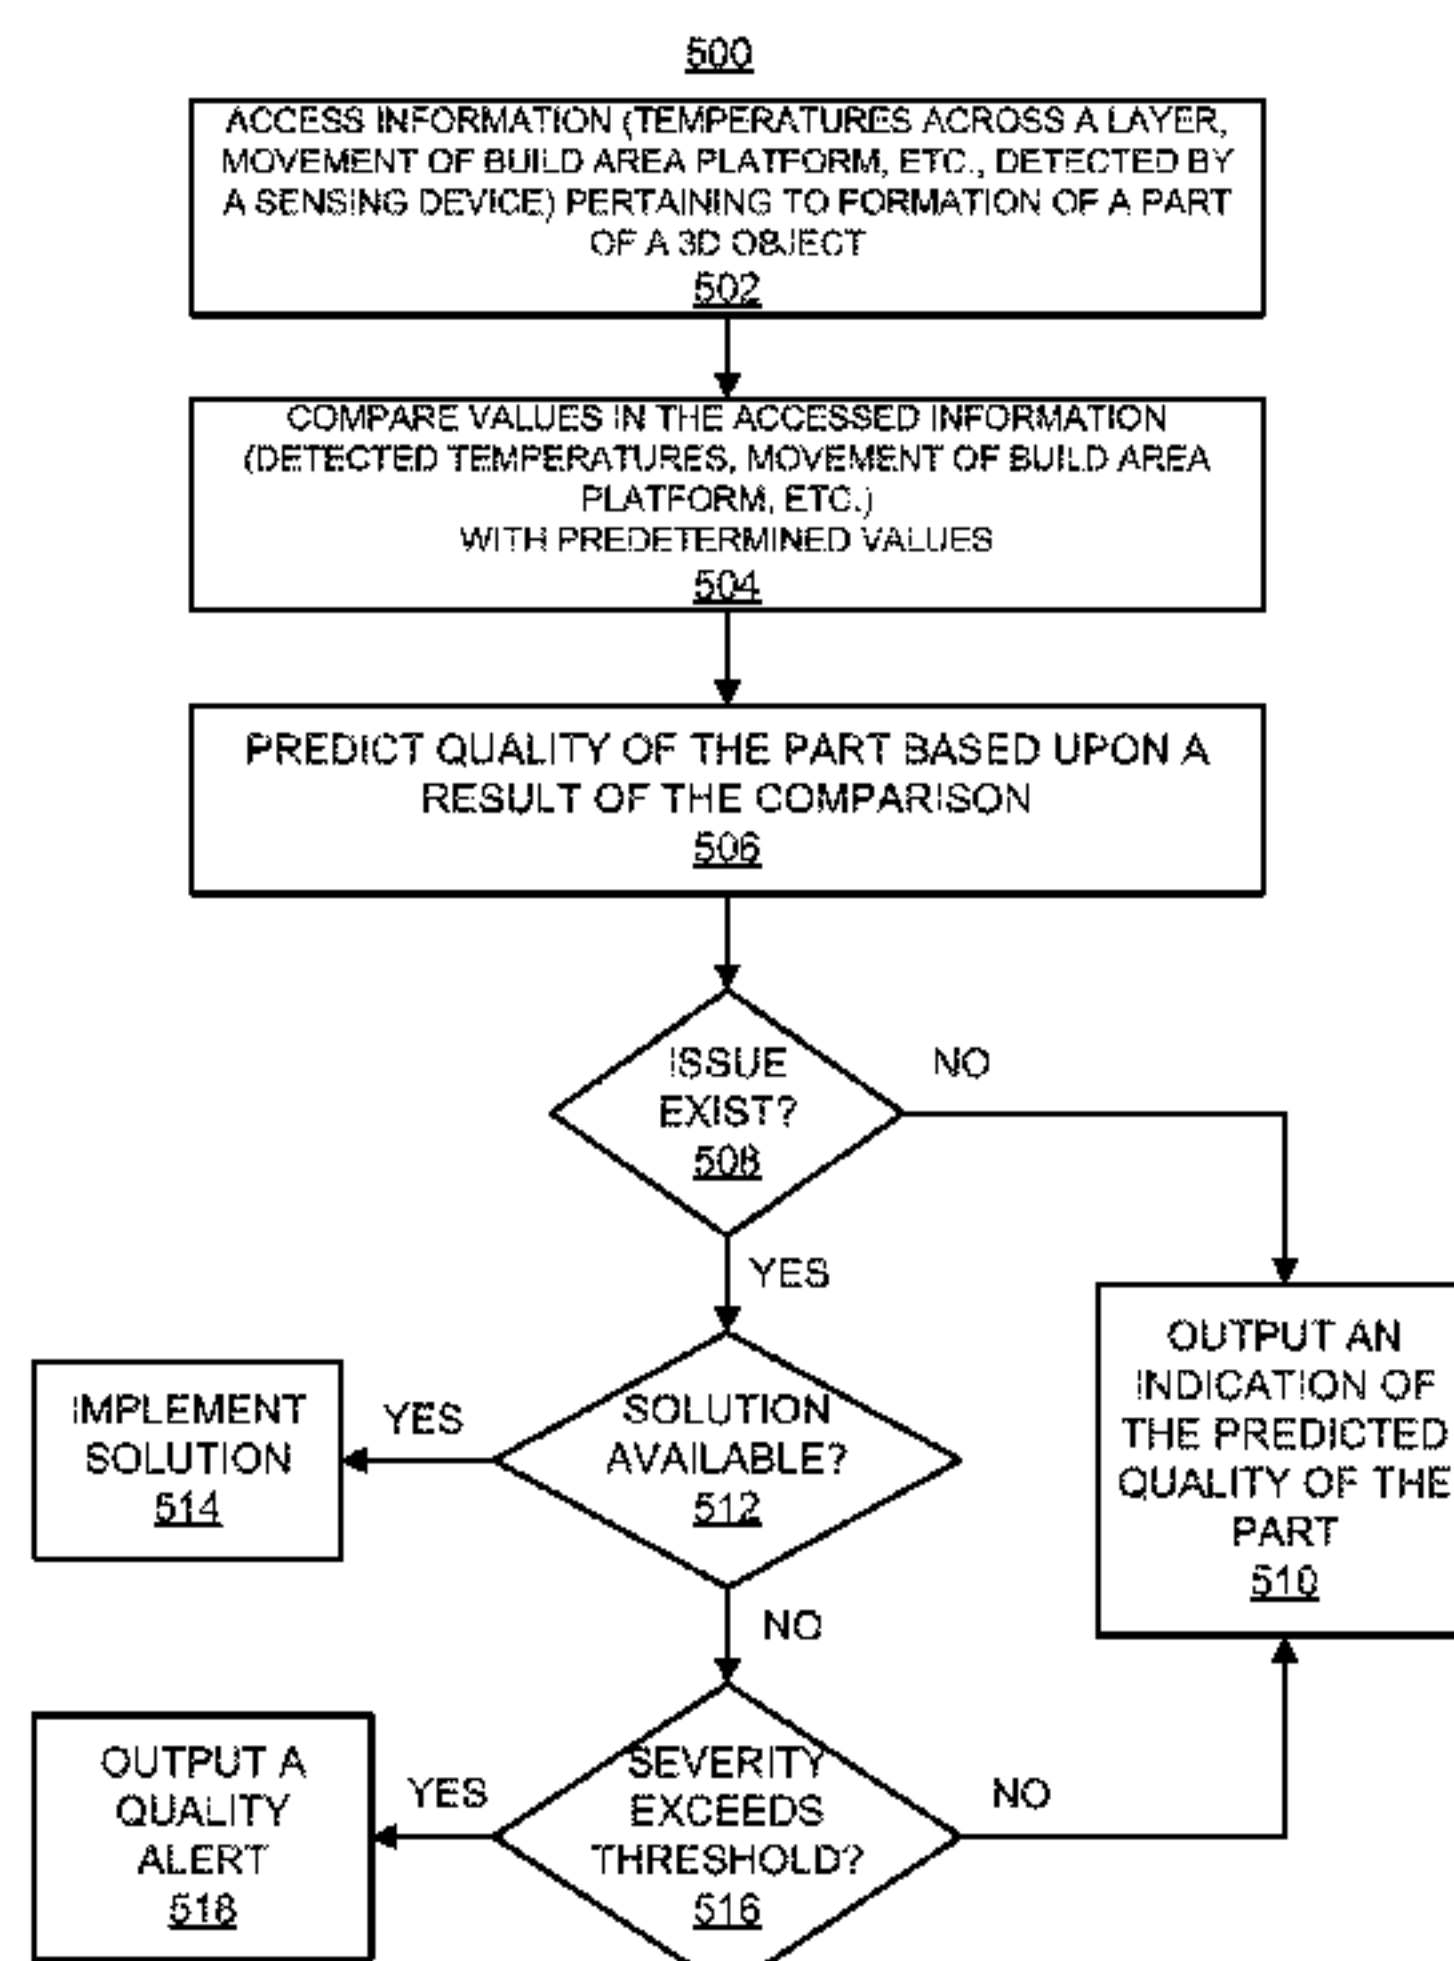 500
ACCESS INFORMATION (TEMPERATURES ACROSS A LAYER,
MOVEMENT OF BUILD AREA PLATFORM, ETC., DETECTED BY
A SENSING DEVICE) PERTAINING TO FORMATION OF A PART
OF A 3D OBJECT
502
COMPARE VALUES IN THE ACCESSED INFORMATION
(DETECTED TEMPERATURES, MOVEMENT OF BUILD AREA
PLATFORM, ETC.)
WITH PREDETERMINED VALUES
504
PREDICT QUALITY OF THE PART BASED UPON A
RESULT OF THE COMPARISON
506
ISSUE
EXIST?
508
NO
YES
OUTPUT AN
INDICATION OF
THE PREDICTED
QUALITY OF THE
PART
510
IMPLEMENT
SOLUTION
514
YES
SOLUTION
AVAILABLE?
512
NO
OUTPUT A
QUALITY
ALERT
518
YES
SEVERITY
EXCEEDS
THRESHOLD?
516
NO